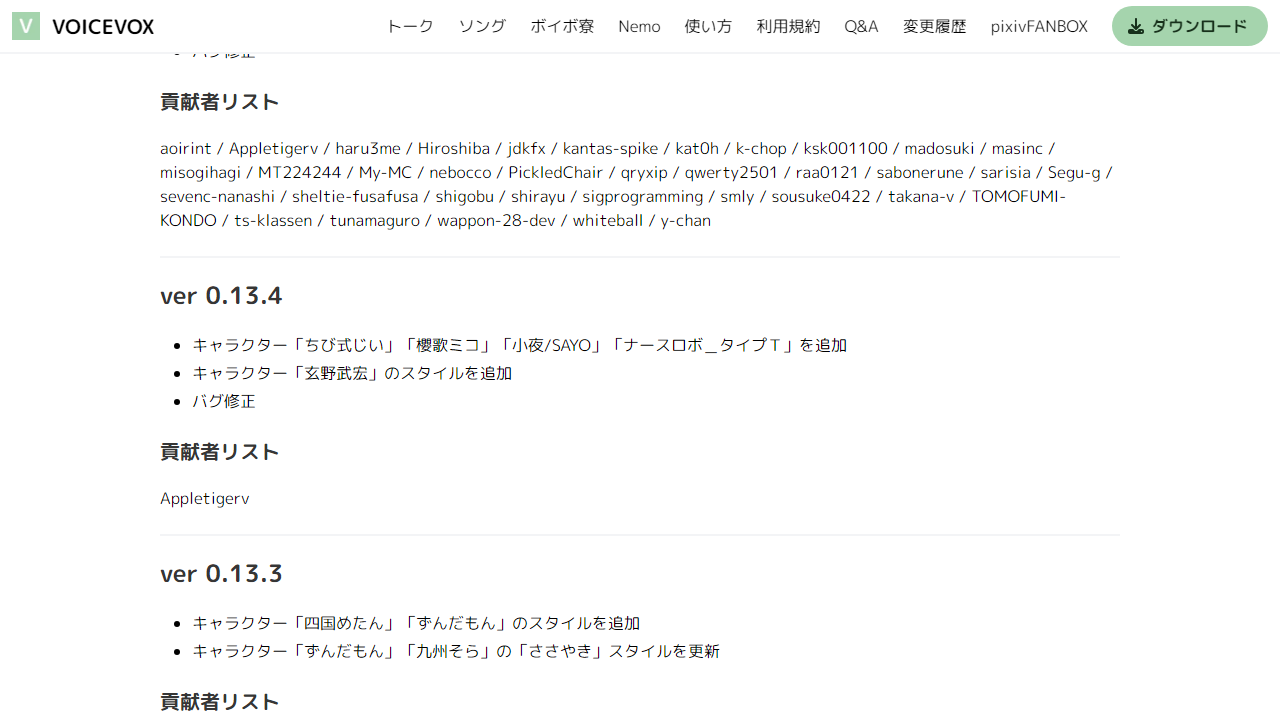 V VOICEVOX トーク ソング ボイボ寮 Nemo 使い方 利用規約 Q&A 変更履歴 pixivFANBOX ダウンロード
バグ修正
貢献者リスト
aoirint / Appletigerv / haru3me / Hiroshiba / jdkfx / kantas-spike / kat0h / k-chop / ksk001100 / madosuki / masinc /
misogihagi / MT224244 / My-MC / nebocco / PickledChair / qryxip / qwerty2501 / raa0121 / sabonerune / sarisia / Segu-g /
sevenc-nanashi / sheltie-fusafusa / shigobu / shirayu / sigprogramming / smly / sousuke0422 / takana-v / TOMOFUMI-
KONDO / ts-klassen / tunamaguro / wappon-28-dev / whiteball / y-chan
ver 0.13.4
キャラクター「ちび式じい」「櫻歌ミコ」「小夜/SAYO」「ナースロボ＿タイプＴ」を追加
キャラクター「玄野武宏」のスタイルを追加
バグ修正
貢献者リスト
Appletigerv
ver 0.13.3
キャラクター「四国めたん」「ずんだもん」のスタイルを追加
キャラクター「ずんだもん」「九州そら」の「ささやき」スタイルを更新
貢献者リスト